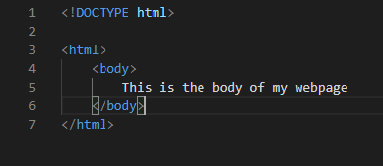 1 <!DOCTYPE html>
2
3 <html>
4     <body>
5         This is the body of my webpage
6     </body>
7 </html>